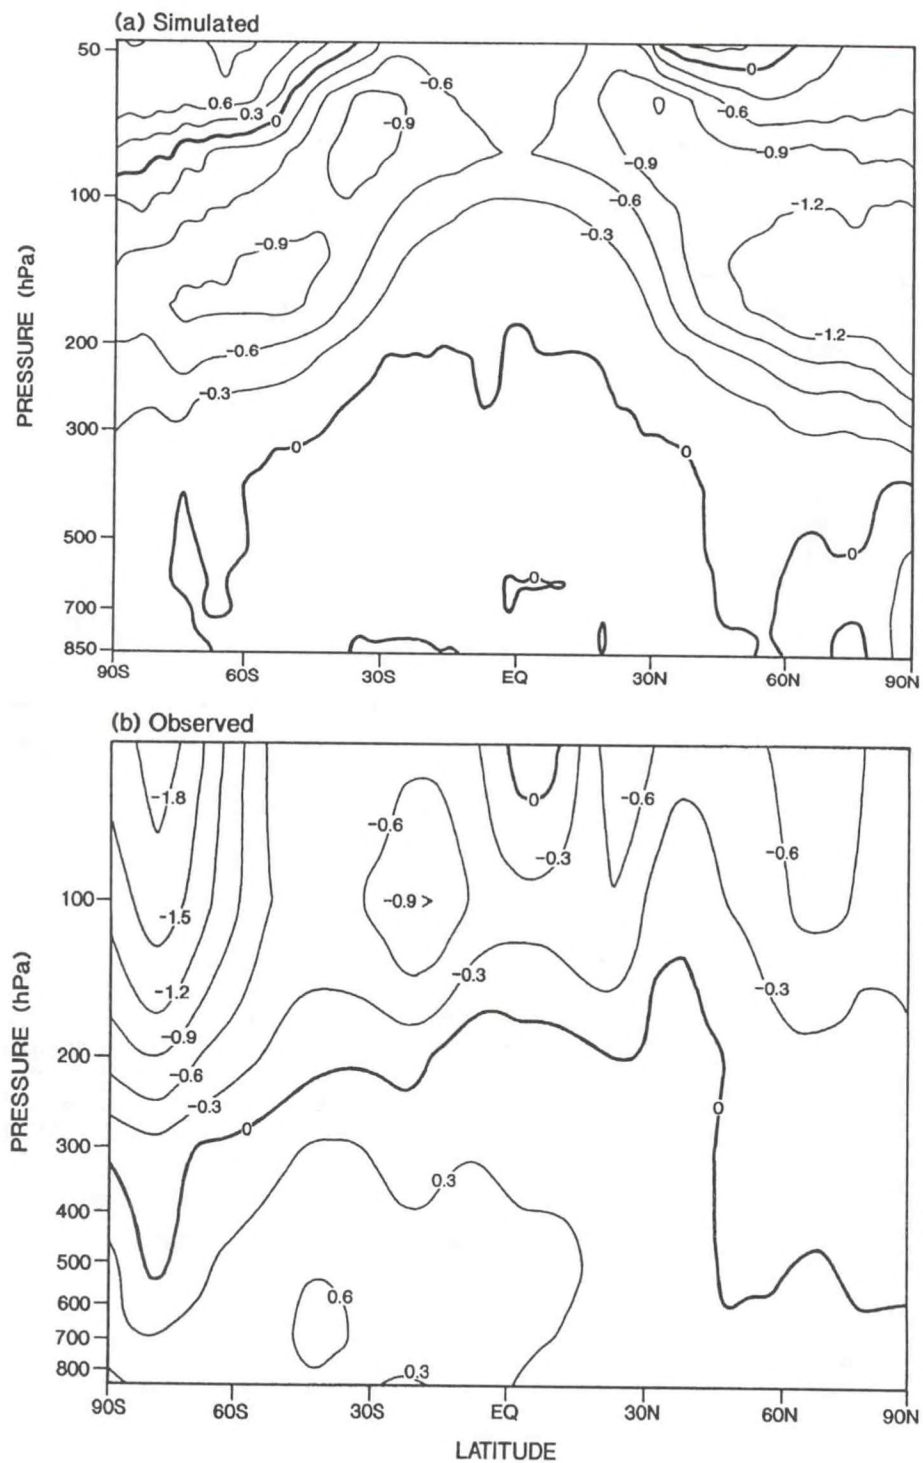 (a) Simulated
50
0
-0.6
0.6
0.3
0
-0.9
-0.6
-0.9
-0.9
100
-0.6
-1.2
-0.9
-0.3
PRESSURE (hPa)
200
-0.6
-1.2
-0.3
300
0
0
500
0
0
700
850
90S
60S
30S
EQ
30N
60N
90N
(b) Observed
-1.8
0
-0.6
-0.6
-0.3
-0.6
100
-0.9 >
-1.5
-0.3
-0.3
-1.2
PRESSURE (hPa)
-0.9
200
-0.6
-0.3
0
0
300
0.3
400
500
600
0.6
700
800
0.3
90S
60S
30S
EQ
30N
60N
90N
LATITUDE